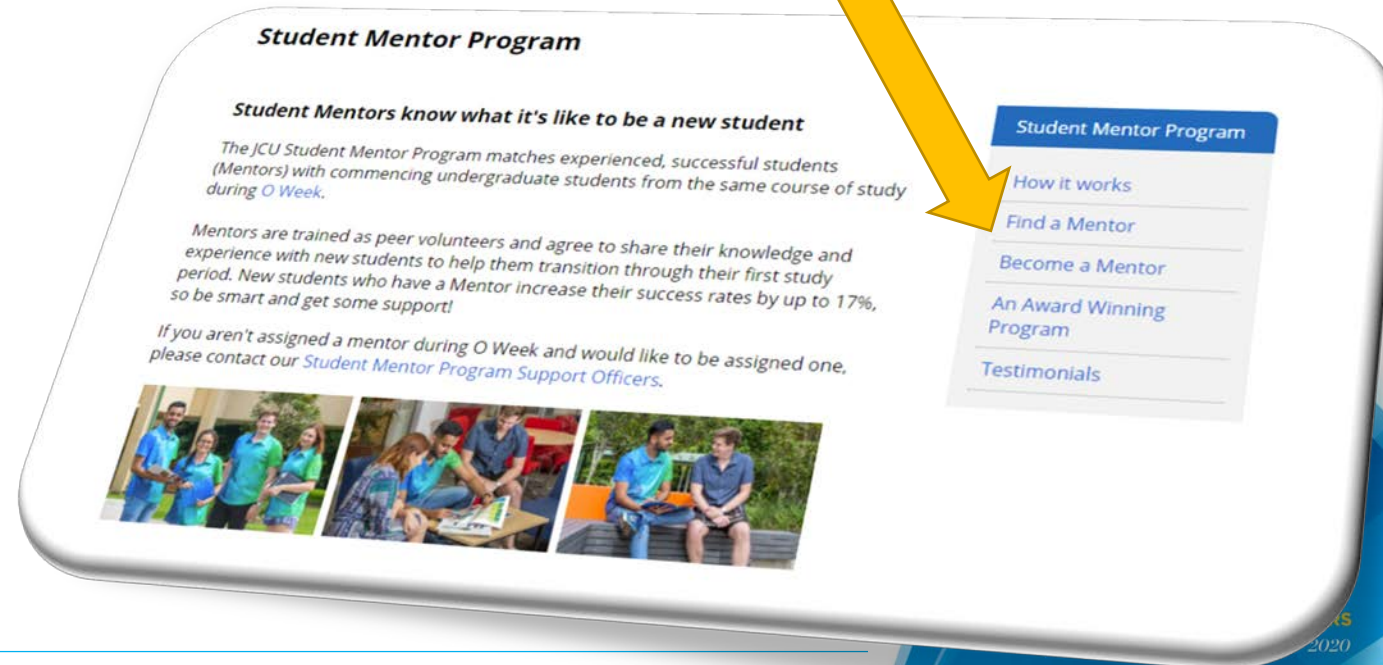 Student Mentor Program
Student Mentors know what it's like to be a new student
The JCU Student Mentor Program matches experienced, successful students
(Mentors) with commencing undergraduate students from the same course of study
during O Week.
Mentors are trained as peer volunteers and agree to share their knowledge and
experience with new students to help them transition through their first study
period. New students who have a Mentor increase their success rates by up to 17%,
so be smart and get some support!
If you aren't assigned a mentor during O Week and would like to be assigned one,
please contact our Student Mentor Program Support Officers.
Student Mentor Program
How it works
Find a Mentor
Become a Mentor
An Award Winning
Program
Testimonials
2020